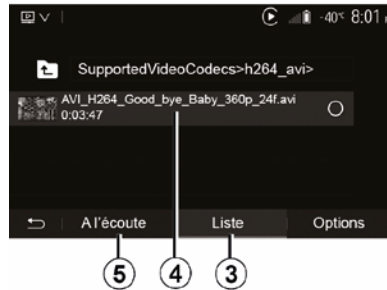 -40°c 8:01
SupportedVideoCodecs>h264_avi>
AVI_H264_Good_bye_Baby_360p_24f.avi
0:03:47
A l'écoute Liste Options
5 4 3